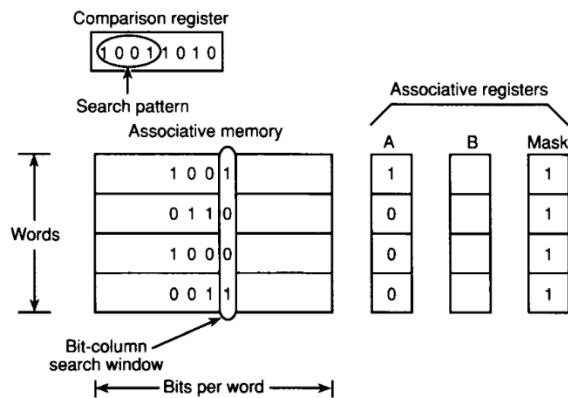 Comparison register
1 0 0 1 1 0 1 0
Search pattern
Associative registers
Associative memory
A B Mask
1 0 0 1 1 1
0 1 1 0 0 1
Words
1 0 0 0 0 1
0 0 1 1 0 1
Bit-column
search window
Bits per word